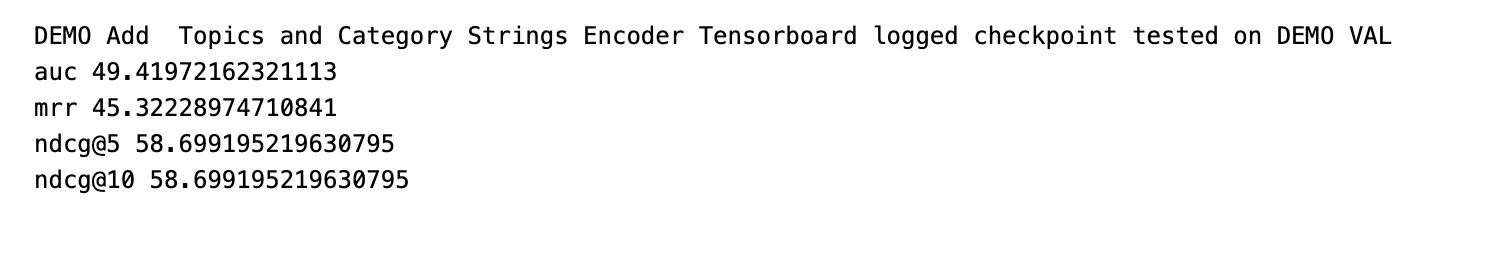 DEMO Add  Topics and Category Strings Encoder Tensorboard logged checkpoint tested on DEMO VAL
auc 49.41972162321113
mrr 45.32228974710841
ndcg@5 58.699195219630795
ndcg@10 58.699195219630795